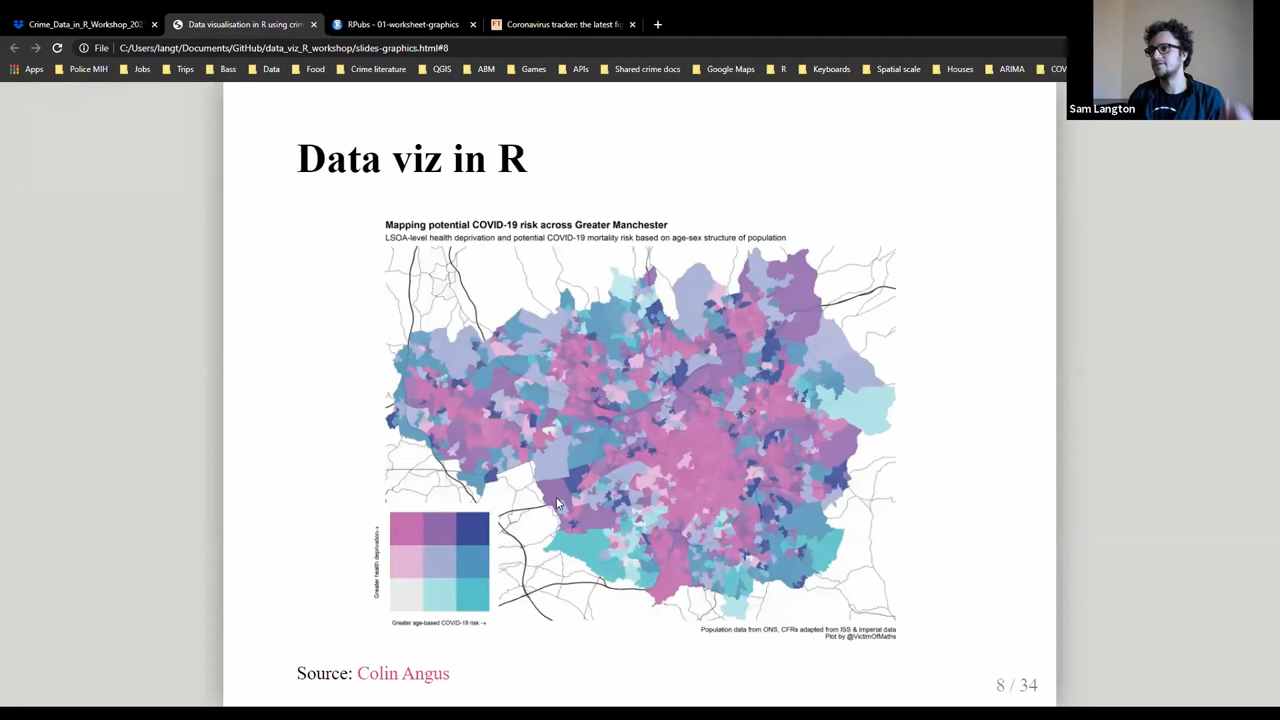 Crime_Data_in_R_Workshop_202
Data visualisation in R using crim
RPubs - 01-worksheet-graphics
Coronavirus tracker: the latest fig
File
C:/Users/langt/Documents/GitHub/data_viz_R_workshop/slides-graphics.html#8
Apps
Police MIH
Jobs
Trips
Bass
Data
Food
Crime literature
QGIS
ABM
Games
APIs
Shared crime docs
Google Maps
R
Keyboards
Spatial scale
Houses
ARIMA
COV
Sam Langton
Data viz in R
Mapping potential COVID-19 risk across Greater Manchester
LSOA-level health deprivation and potential COVID-19 mortality risk based on age-sex structure of population
Greater health deprivation→
Greater age-based COVID-19 risk →
Population data from ONS, CFRs adapted from ISS & Imperial data
Plot by @VictimOfMaths
Source: Colin Angus
8 / 34